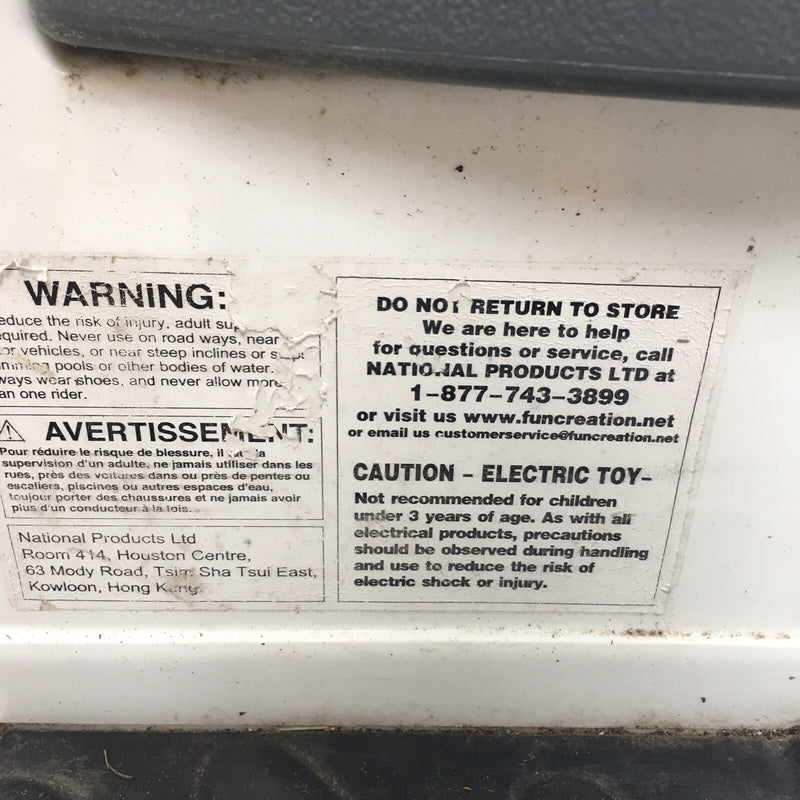 WARNING:
educe the risk of injury, adult
equired. Never use on road ways, near
or vehicles, or near steep inclines or
pools or other bodies of water.
ways wear shoes, and never allow more
an one rider.
AVERTISSEMENT:
Pour réduire le risque de blessure, il la
supervision d'un adulte, ne jamais utiliser dans les
rues, près des voitures dans ou près de pentes ou
escaliers, piscines ou autres espaces d'eau,
toujour porter des chaussures et ne jamais avoir
plus d'un conducteur à la fois.
National Products Ltd
Room 414, Houston Centre,
63 Mody Road, Tsim Sha Tsui East,
Kowloon, Hong Kong.
DO NOT RETURN TO STORE
We are here to help
for questions or service, call
NATIONAL PRODUCTS LTD at
1-877-743-3899
or visit us www.funcreation.net
or email us customerservice@funcreation.net
CAUTION - ELECTRIC TOY-
Not recommended for children
under 3 years of age. As with all
electrical products, precautions
should be observed during handling
and use to reduce the risk of
electric shock or injury.